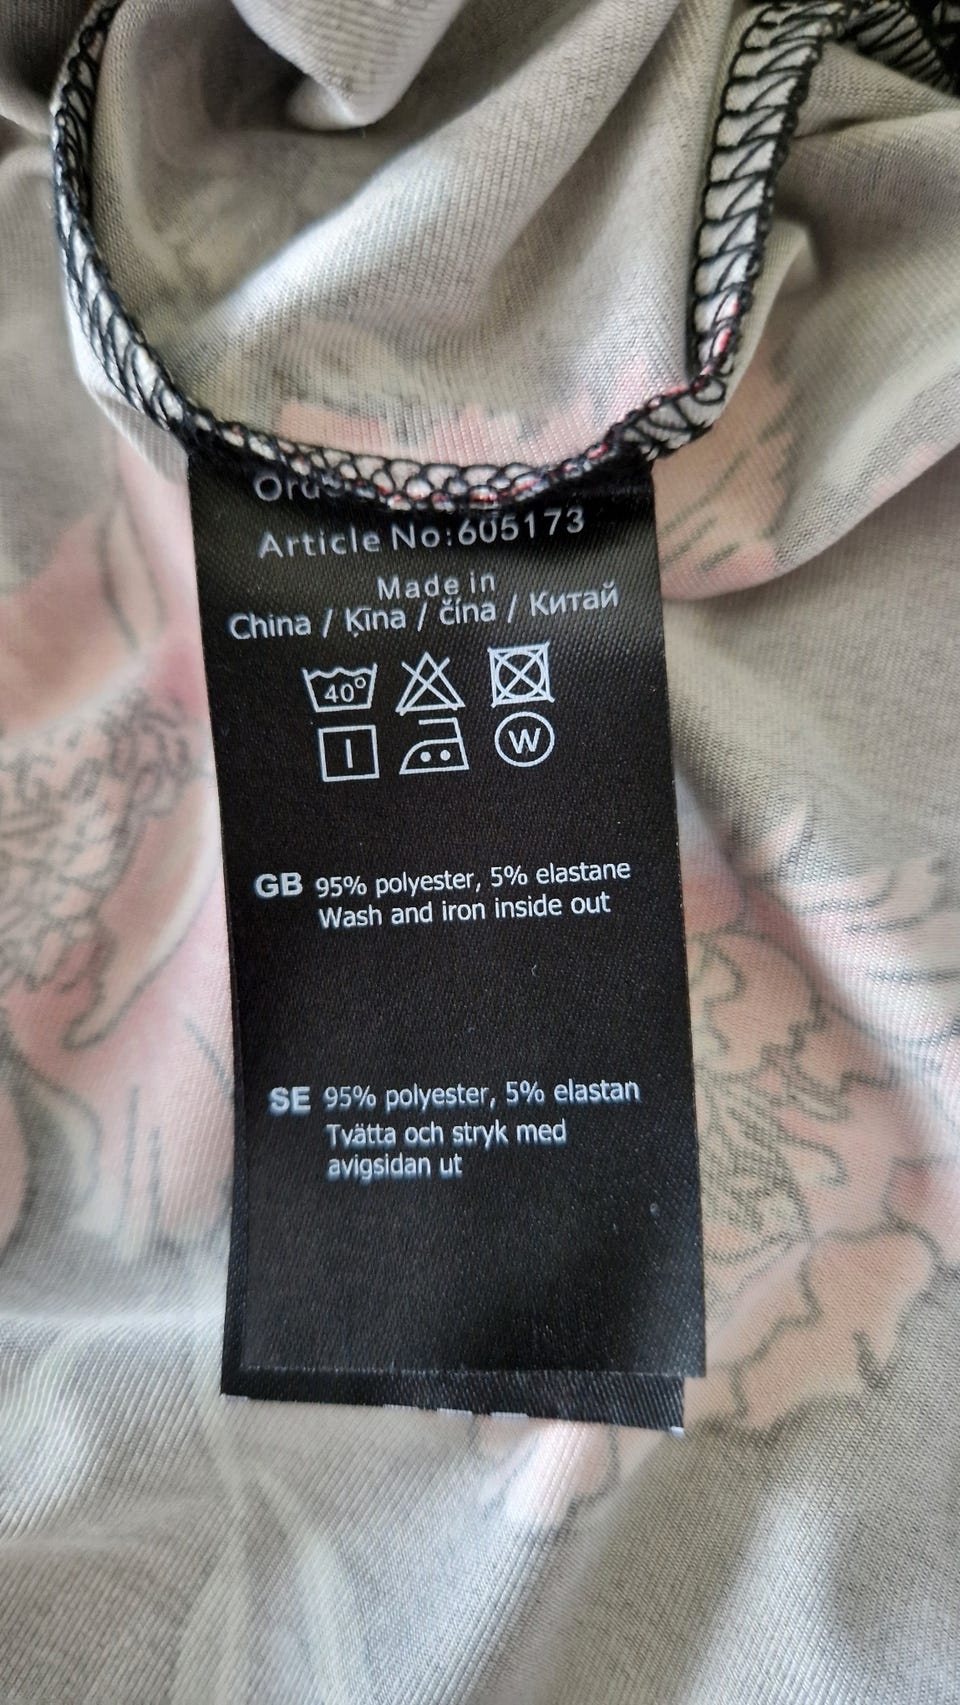 Article No:605173
Made in
China / Ķīna / čína / Китай
40°
W
GB 95% polyester, 5% elastane
Wash and iron inside out
SE 95% polyester, 5% elastan
Tvätta och stryk med
avigsidan ut